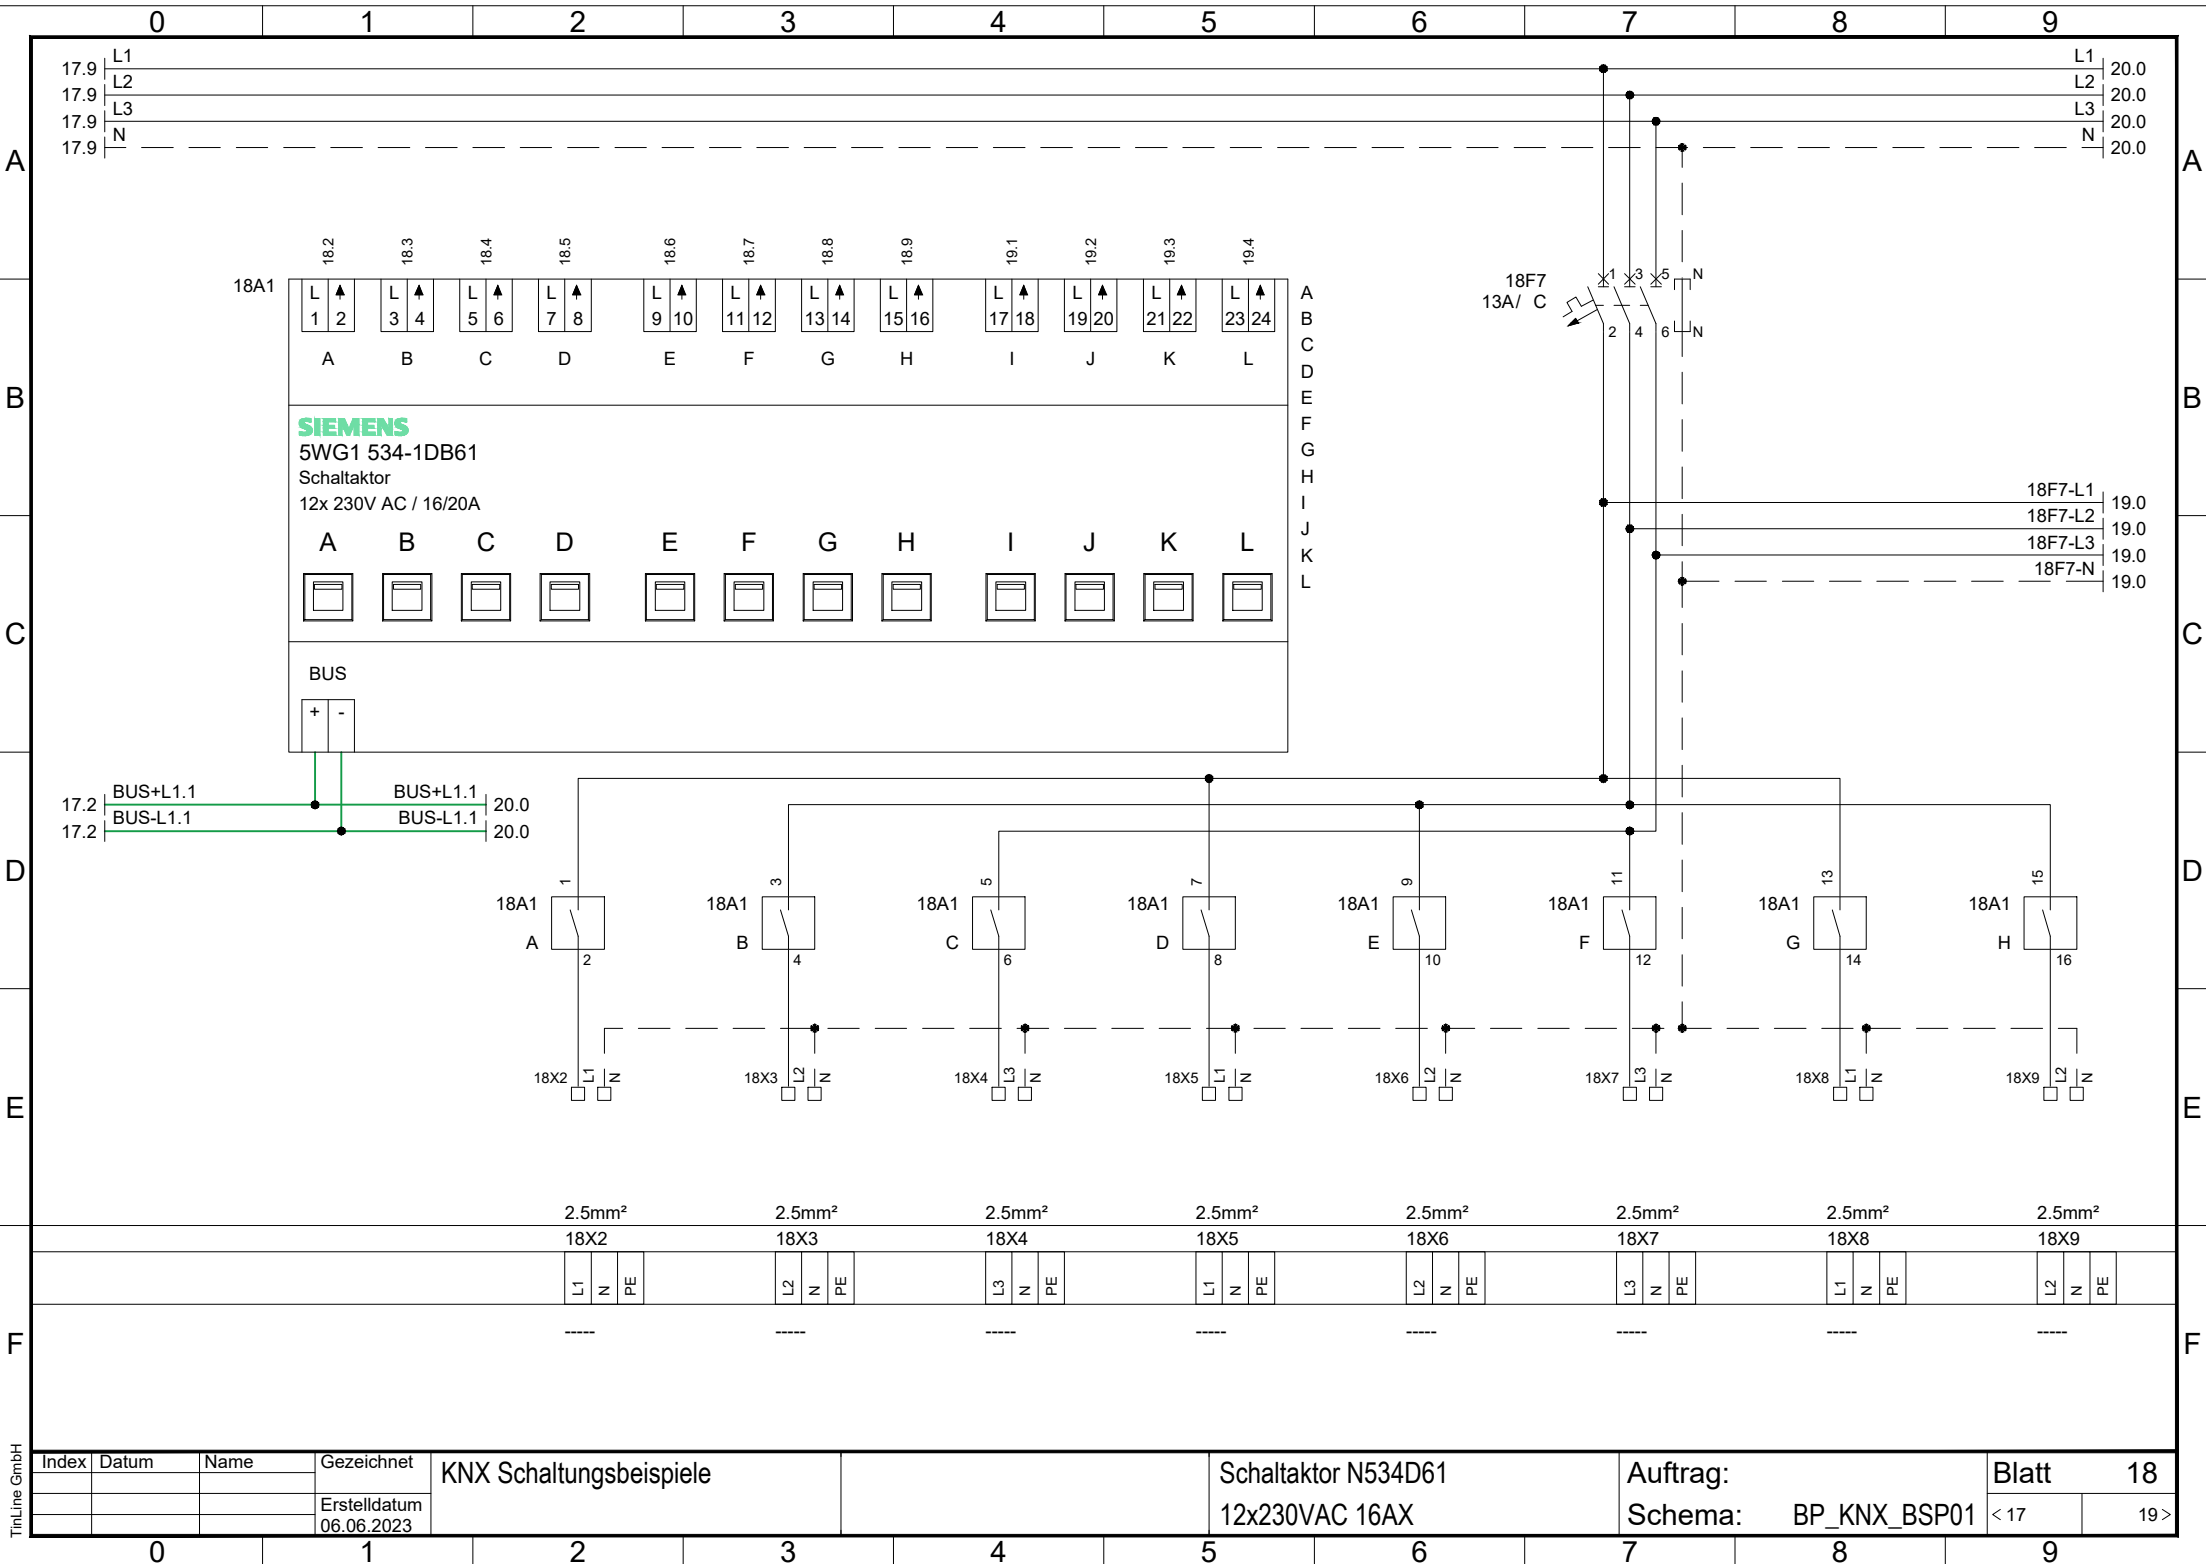 0 1 2 3 4 5 6 7 8 9
17.9 L1 L1 20.0
17.9 L2 L2 20.0
17.9 L3 L3 20.0
17.9 N N 20.0
A A
18.2 18.3 18.4 18.5 18.6 18.7 18.8 18.9 19.1 19.2 19.3 19.4
18A1
L L L L L L L L L L L L
1 2 3 4 5 6 7 8 9 10 11 12 13 14 15 16 17 18 19 20 21 22 23 24
A B C D E F G H I J K L
A
B
C
D
E
F
G
H
I
J
K
L
18F7
13A/ C
1 3 5 N
2 4 6 N
B B
SIEMENS
5WG1 534-1DB61
Schaltaktor
12x 230V AC / 16/20A
A B C D E F G H I J K L
18F7-L1 19.0
18F7-L2 19.0
18F7-L3 19.0
18F7-N 19.0
C C
BUS
+ -
17.2 BUS+L1.1 BUS+L1.1 20.0
17.2 BUS-L1.1 BUS-L1.1 20.0
D D
1 3 5 7 9 11 13 15
18A1 18A1 18A1 18A1 18A1 18A1 18A1 18A1
A B C D E F G H
2 4 6 8 10 12 14 16
18X2 L1 N 18X3 L2 N 18X4 L3 N 18X5 L1 N 18X6 L2 N 18X7 L3 N 18X8 L1 N 18X9 L2 N
E E
2.5mm² 2.5mm² 2.5mm² 2.5mm² 2.5mm² 2.5mm² 2.5mm² 2.5mm²
18X2 18X3 18X4 18X5 18X6 18X7 18X8 18X9
L1 N PE L2 N PE L3 N PE L1 N PE L2 N PE L3 N PE L1 N PE L2 N PE
----- ----- ----- ----- ----- ----- ----- -----
F F
TinLine GmbH
Index Datum Name Gezeichnet
Erstelldatum
06.06.2023
KNX Schaltungsbeispiele
Schaltaktor N534D61
12x230VAC 16AX
Auftrag:
Schema: BP_KNX_BSP01
Blatt 18
< 17 19 >
0 1 2 3 4 5 6 7 8 9